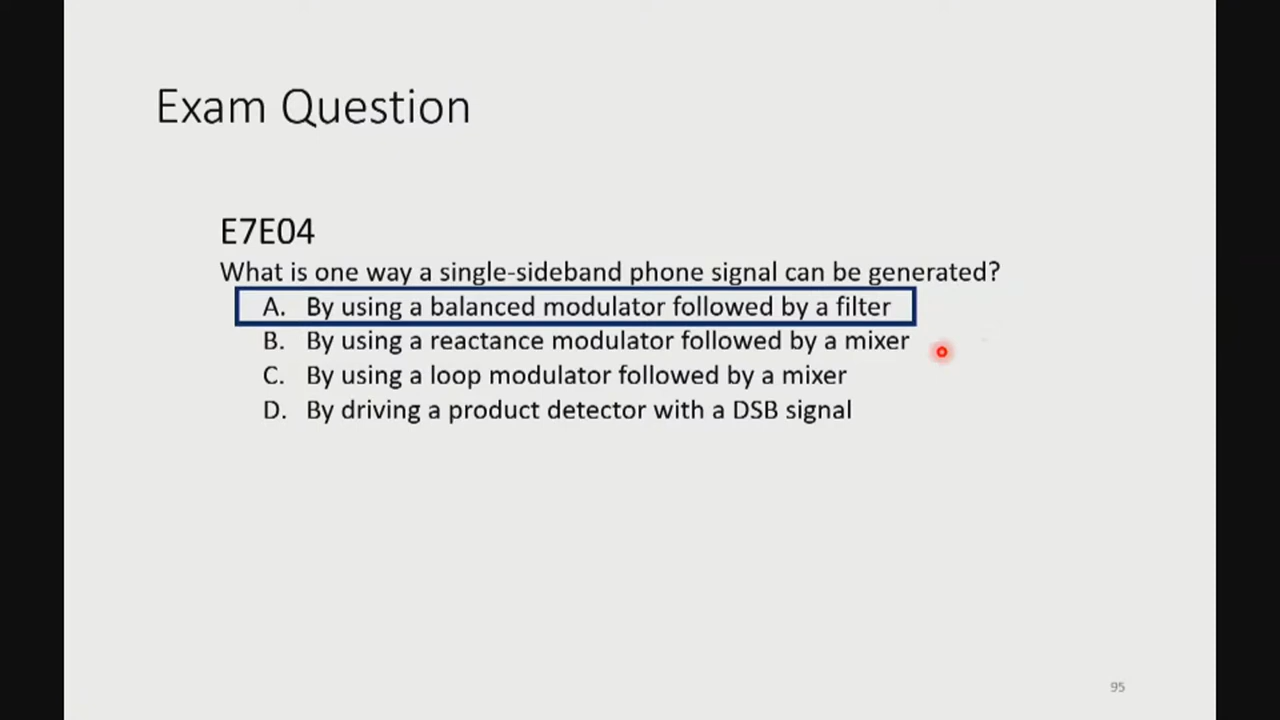 Exam Question
E7E04
What is one way a single-sideband phone signal can be generated?
A. By using a balanced modulator followed by a filter
B. By using a reactance modulator followed by a mixer
C. By using a loop modulator followed by a mixer
D. By driving a product detector with a DSB signal
95